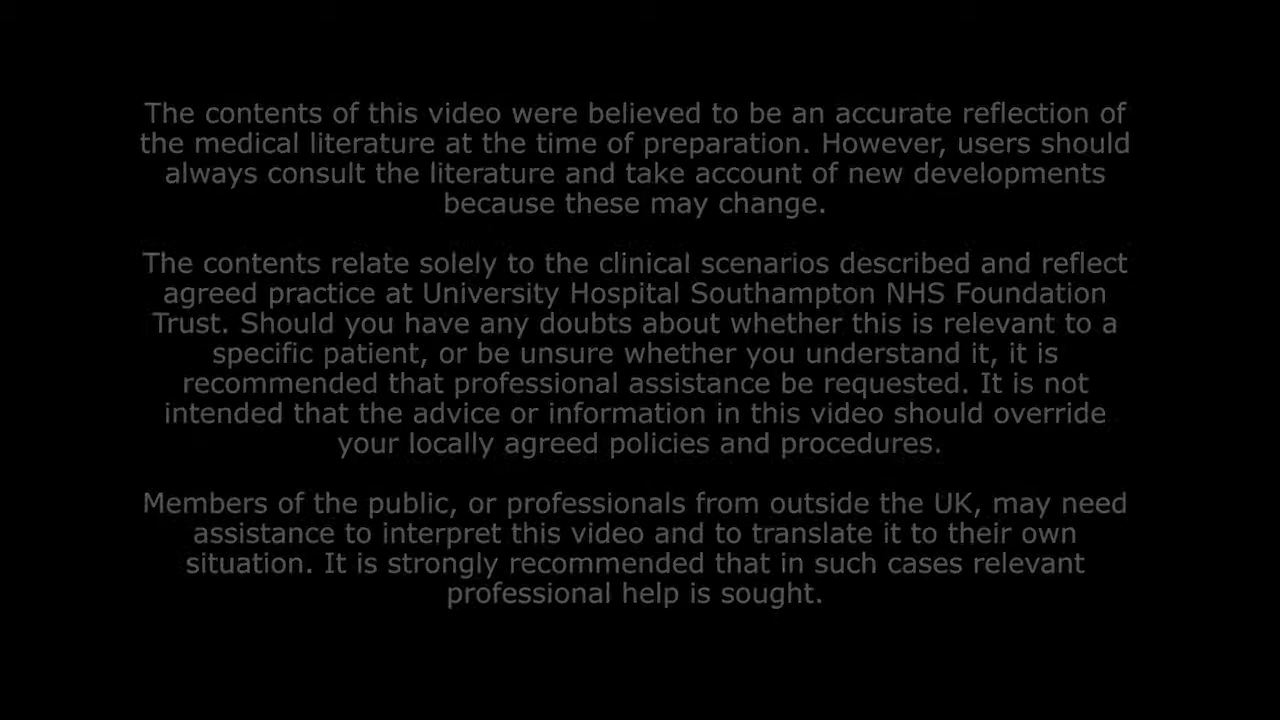 The contents of this video were believed to be an accurate reflection of
the medical literature at the time of preparation. However, users should
always consult the literature and take account of new developments
because these may change.
The contents relate solely to the clinical scenarios described and reflect
agreed practice at University Hospital Southampton NHS Foundation
Trust. Should you have any doubts about whether this is relevant to a
specific patient, or be unsure whether you understand it, it is
recommended that professional assistance be requested. It is not
intended that the advice or information in this video should override
your locally agreed policies and procedures.
Members of the public, or professionals from outside the UK, may need
assistance to interpret this video and to translate it to their own
situation. It is strongly recommended that in such cases relevant
professional help is sought.